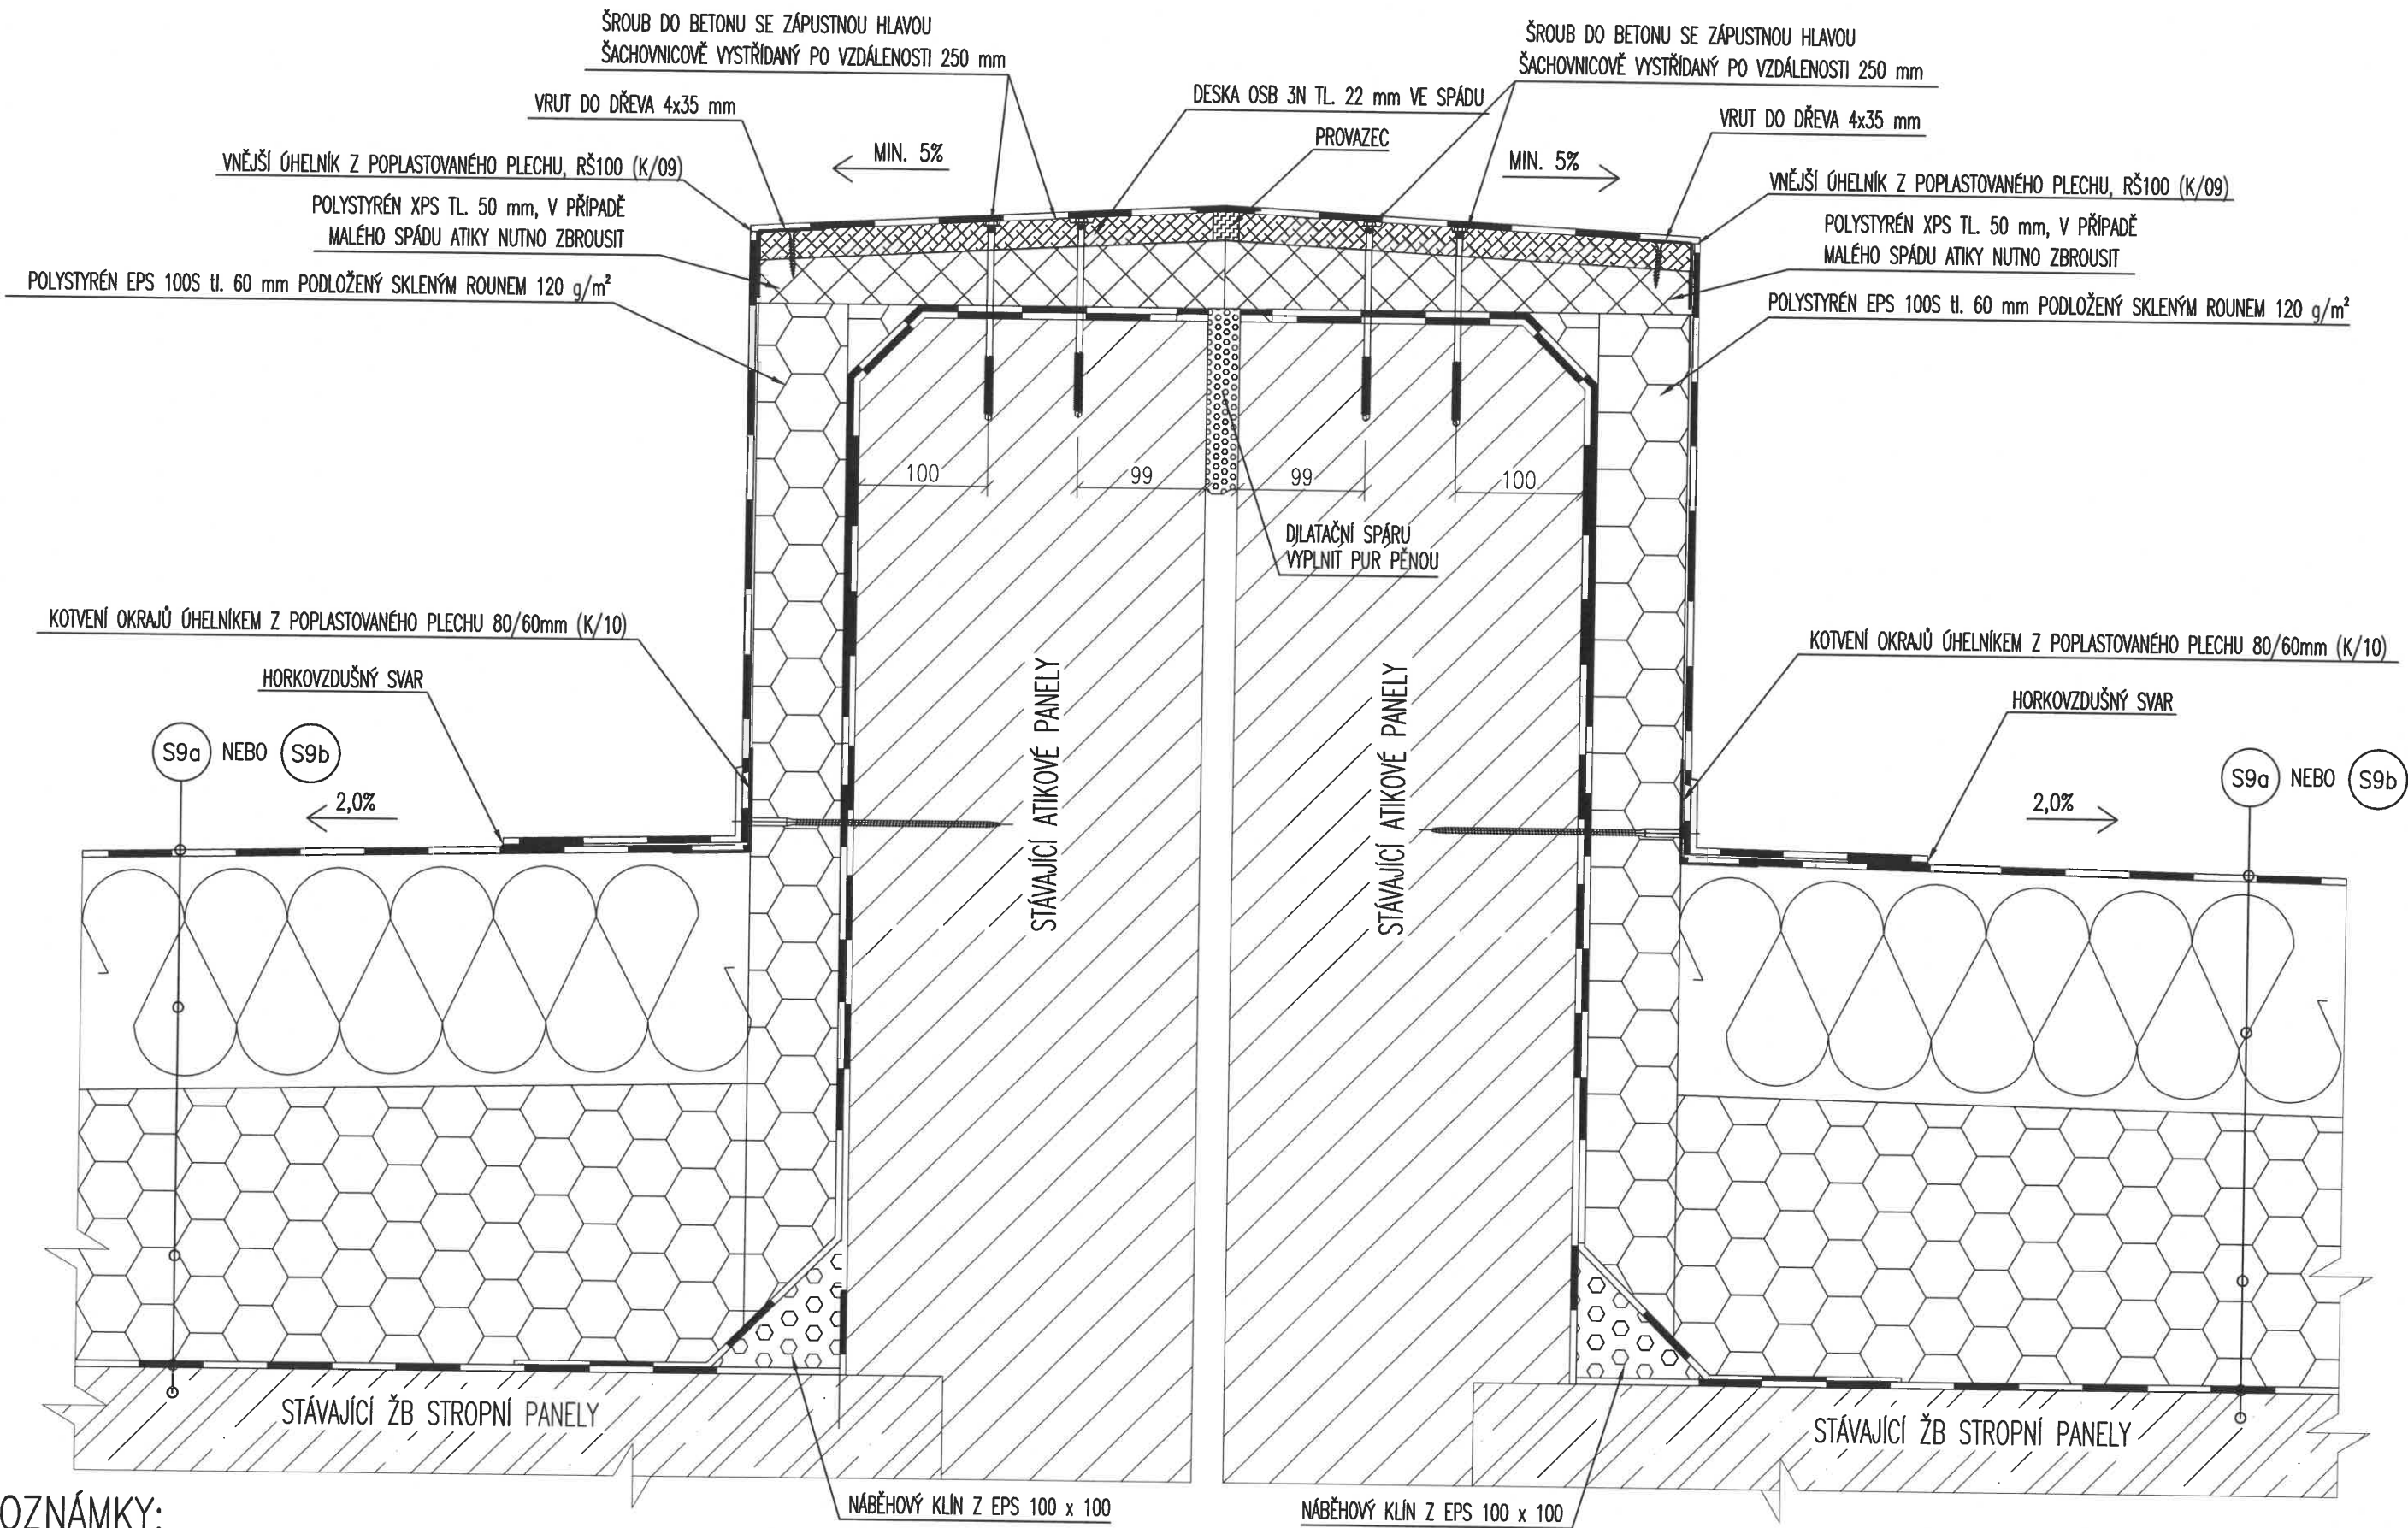 ŠROUB DO BETONU SE ZÁPUSTNOU HLAVOU
ŠACHOVNICOVĚ VYSTŘÍDANÝ PO VZDÁLENOSTI 250 mm
ŠROUB DO BETONU SE ZÁPUSTNOU HLAVOU
ŠACHOVNICOVĚ VYSTŘÍDANÝ PO VZDÁLENOSTI 250 mm
VRUT DO DŘEVA 4x35 mm
DESKA OSB 3N TL. 22 mm VE SPÁDU
VRUT DO DŘEVA 4x35 mm
PROVAZEC
MIN. 5%
MIN. 5%
VNĚJŠÍ ÚHELNÍK Z POPLASTOVANÉHO PLECHU, RŠ100 (K/09)
VNĚJŠÍ ÚHELNÍK Z POPLASTOVANÉHO PLECHU, RŠ100 (K/09)
POLYSTYRÉN XPS TL. 50 mm, V PŘÍPADĚ
MALÉHO SPÁDU ATIKY NUTNO ZBROUSIT
POLYSTYRÉN XPS TL. 50 mm, V PŘÍPADĚ
MALÉHO SPÁDU ATIKY NUTNO ZBROUSIT
POLYSTYRÉN EPS 100S tl. 60 mm PODLOŽENÝ SKLENÝM ROUNEM 120 g/m²
POLYSTYRÉN EPS 100S tl. 60 mm PODLOŽENÝ SKLENÝM ROUNEM 120 g/m²
100
99
99
100
DILATAČNÍ SPÁRU
VYPLNIT PUR PĚNOU
KOTVENÍ OKRAJŮ ÚHELNÍKEM Z POPLASTOVANÉHO PLECHU 80/60mm (K/10)
KOTVENÍ OKRAJŮ ÚHELNÍKEM Z POPLASTOVANÉHO PLECHU 80/60mm (K/10)
HORKOVZDUŠNÝ SVAR
HORKOVZDUŠNÝ SVAR
STÁVAJÍCÍ ATIKOVÉ PANELY
STÁVAJÍCÍ ATIKOVÉ PANELY
S9a NEBO S9b
S9a NEBO S9b
2,0%
2,0%
STÁVAJÍCÍ ŽB STROPNÍ PANELY
STÁVAJÍCÍ ŽB STROPNÍ PANELY
NÁBĚHOVÝ KLÍN Z EPS 100 x 100
NÁBĚHOVÝ KLÍN Z EPS 100 x 100
OZNÁMKY: